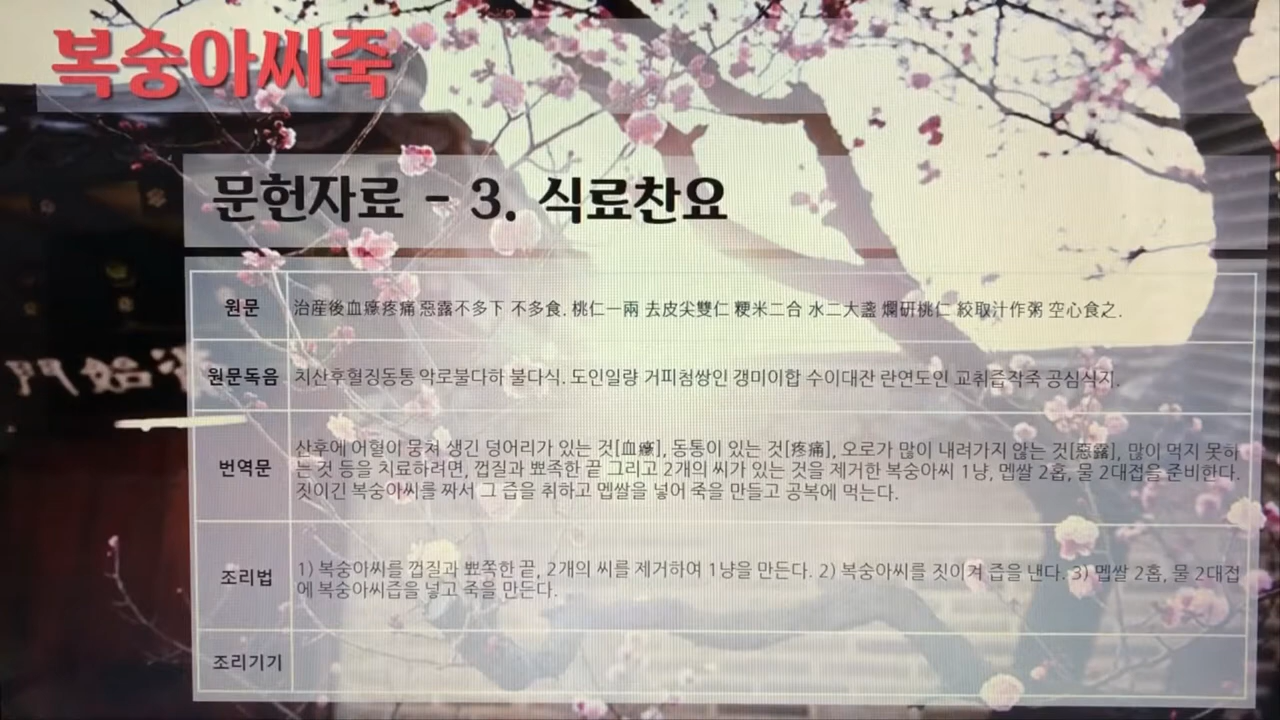 복숭아씨죽
문헌자료 - 3. 식료찬요
원문
治産後血癥疼痛 惡露不多下 不多食. 桃仁一兩 去皮尖雙仁 粳米二合 水二大盞 爛研桃仁 絞取汁作粥 空心食之.
원문독음
치산후혈징동통 악로불다하 불다식. 도인일량 거피첨쌍인 갱미이합 수이대잔 란연도인 교취즙작죽 공심식지.
번역문
산후에 어혈이 뭉쳐 생긴 덩어리가 있는 것[血癥], 동통이 있는 것[疼痛], 오로가 많이 내려가지 않는 것[惡露], 많이 먹지 못하
는 것 등을 치료하려면, 껍질과 뾰족한 끝 그리고 2개의 씨가 있는 것을 제거한 복숭아씨 1냥, 멥쌀 2홉, 물 2대접을 준비한다.
짓이긴 복숭아씨를 짜서 그 즙을 취하고 멥쌀을 넣어 죽을 만들고 공복에 먹는다.
조리법
1) 복숭아씨를 껍질과 뾰쪽한 끝, 2개의 씨를 제거하여 1냥을 만든다. 2) 복숭아씨를 짓이겨 즙을 낸다. 3) 멥쌀 2홉, 물 2대접
에 복숭아씨즙을 넣고 죽을 만든다.
조리기기
門始